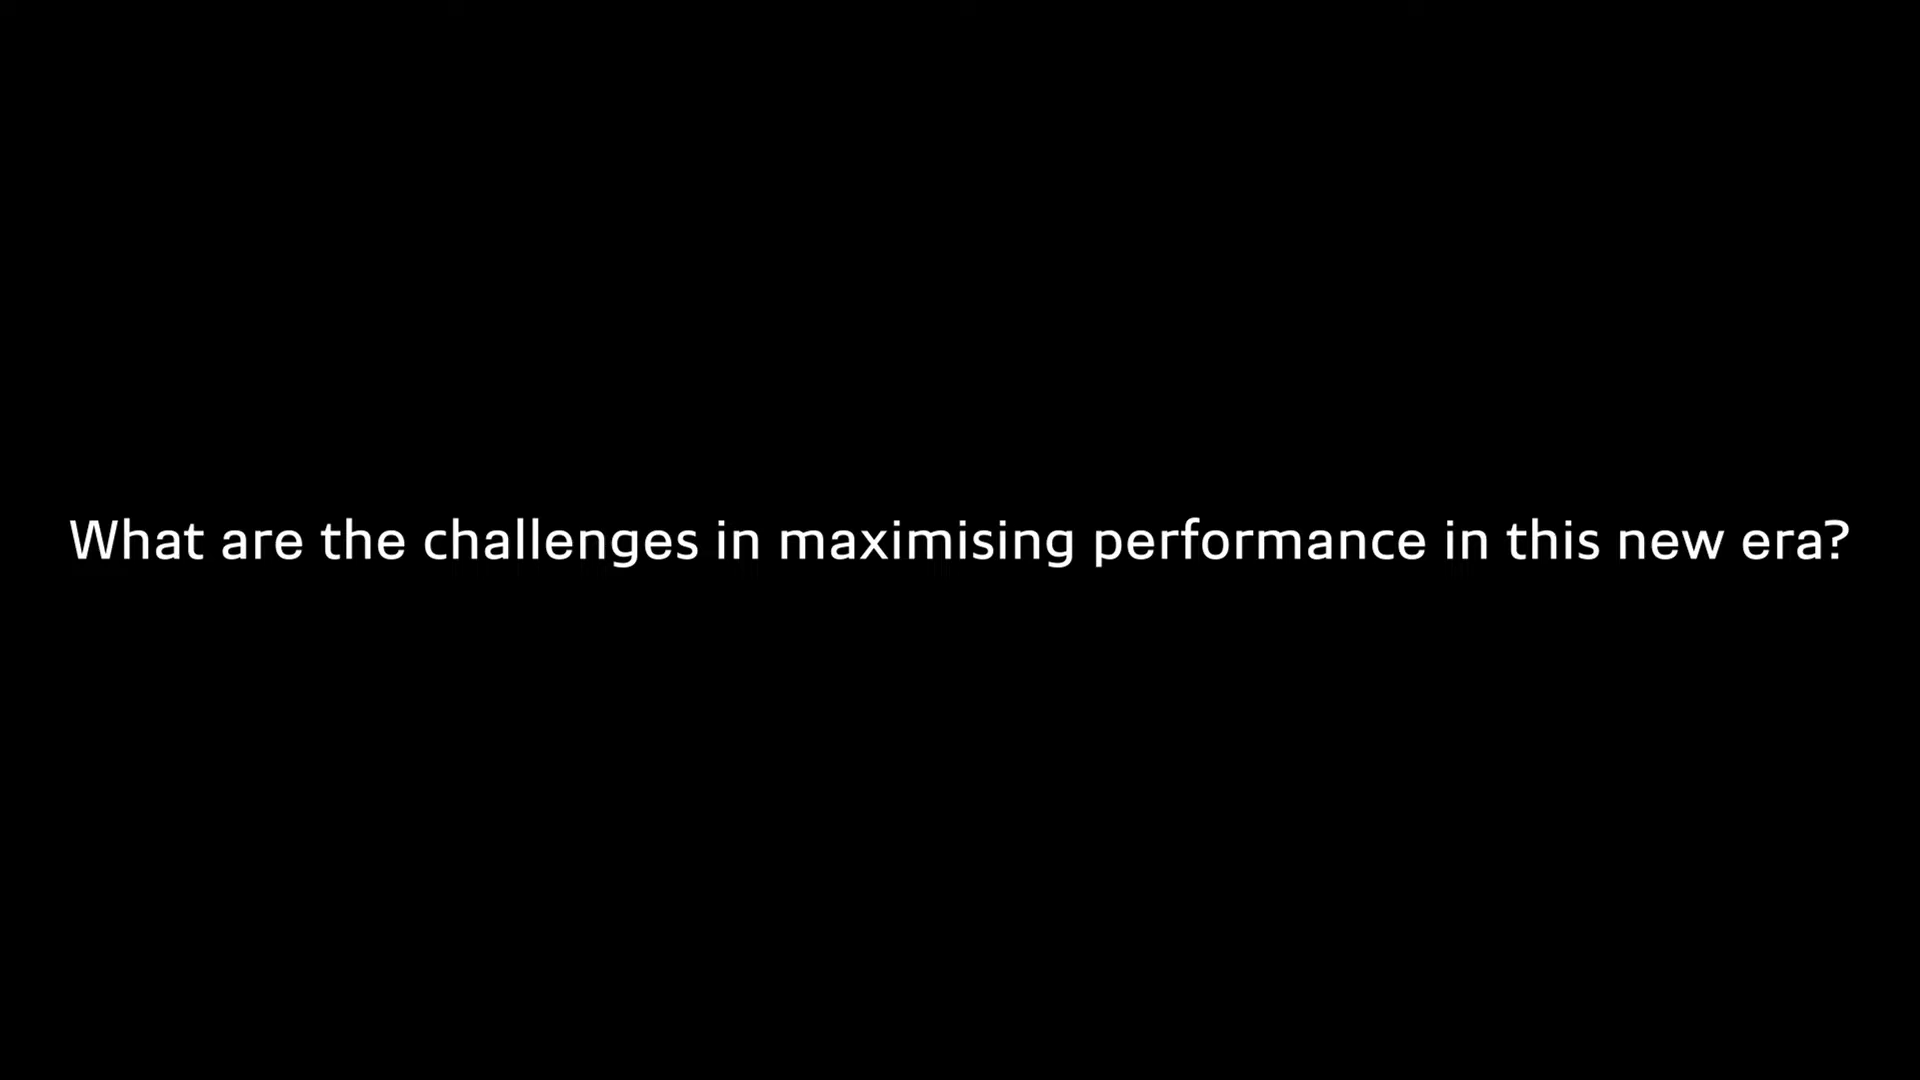 What are the challenges in maximising performance in this new era?